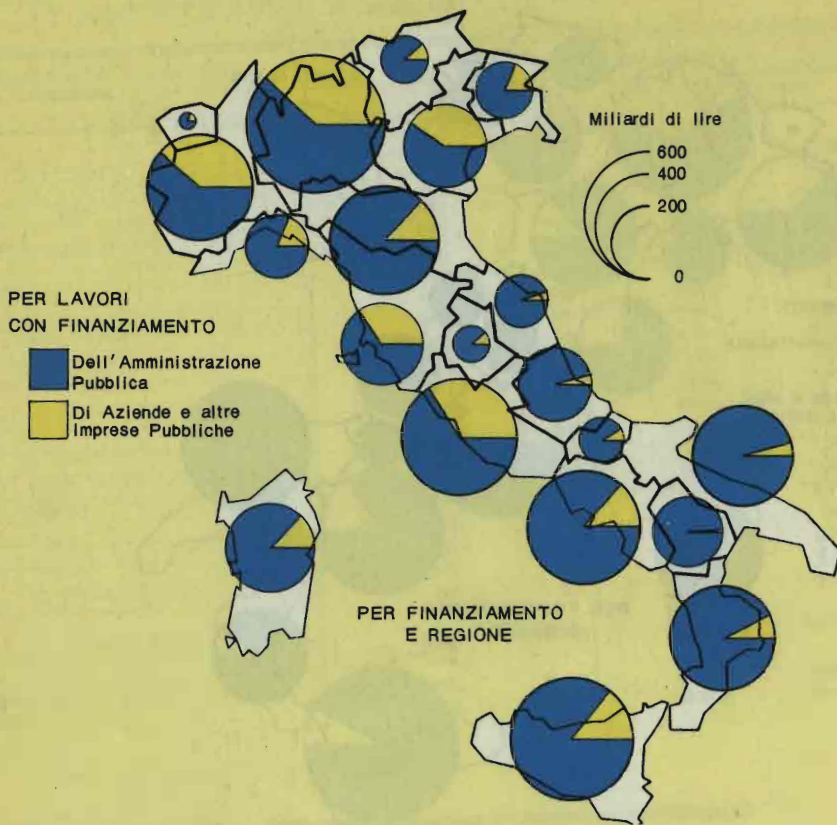 Miliardi di lire
600
400
200
0
PER LAVORI
CON FINANZIAMENTO
Dell'Amministrazione
Pubblica
Di Aziende e altre
Imprese Pubbliche
PER FINANZIAMENTO
E REGIONE